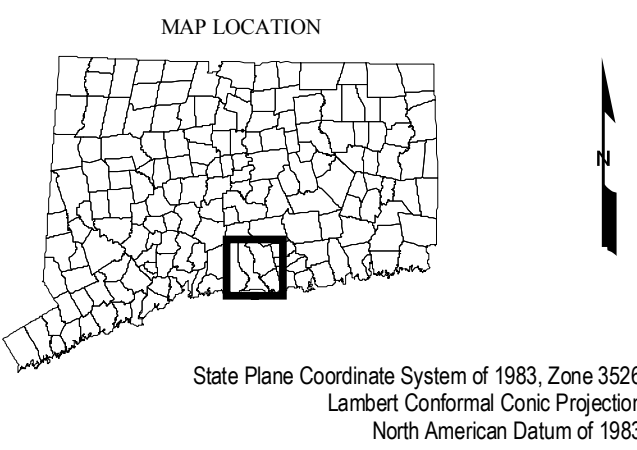 MAP LOCATION
N
State Plane Coordinate System of 1983, Zone 3526
Lambert Conformal Conic Projection
North American Datum of 1983